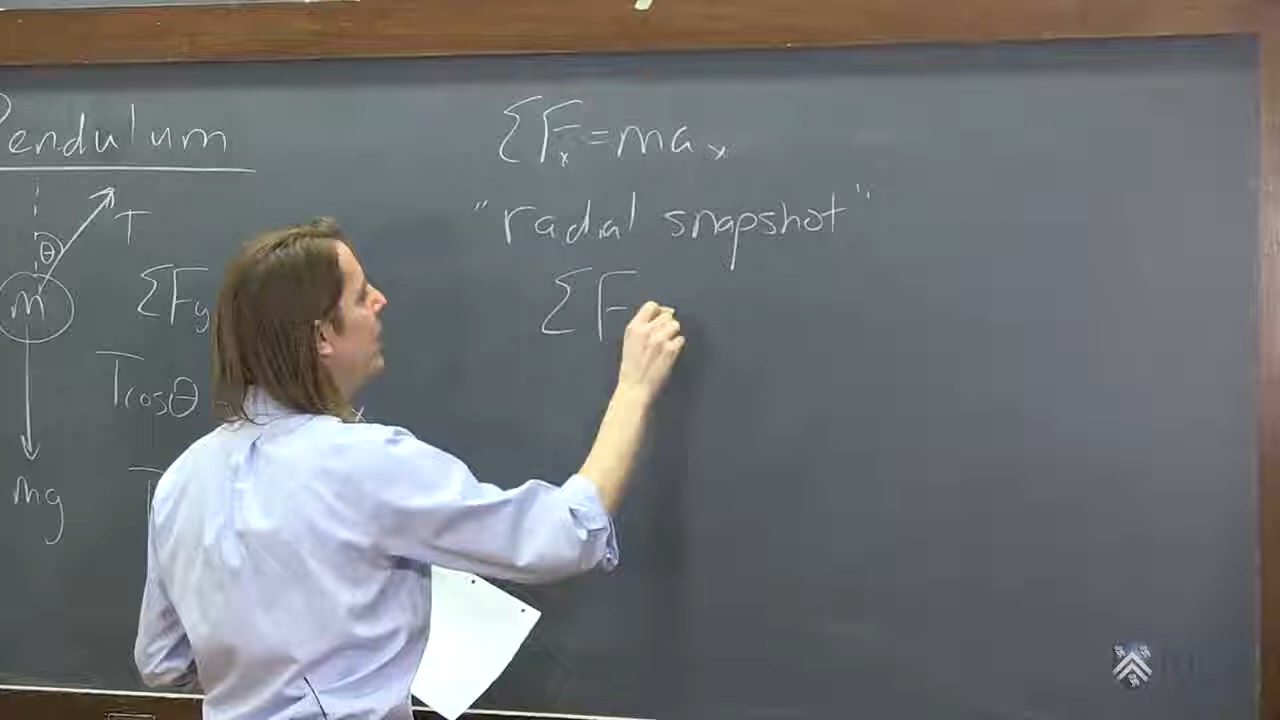 Pendulum
T
θ
m
mg
ΣFy
Tcosθ
T
ΣFx=max
"radial snapshot"
ΣF